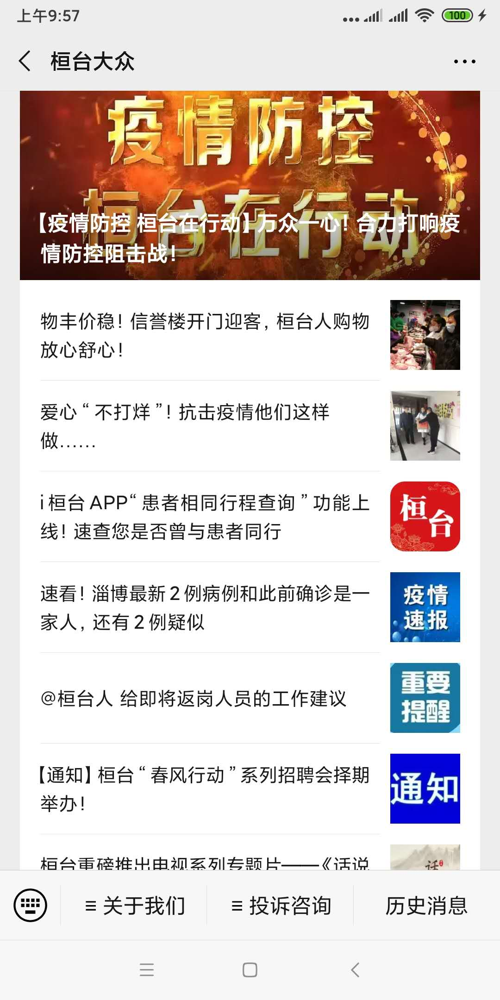 上午9:57
100
桓台大众
疫情防控
桓台在行动
【疫情防控 桓台在行动】万众一心！合力打响疫
情防控阻击战！
物丰价稳！信誉楼开门迎客，桓台人购物
放心舒心！
爱心“不打烊”！抗击疫情他们这样
做……
i桓台APP“患者相同行程查询”功能上
线！速查您是否曾与患者同行
桓
台
速看！淄博最新2例病例和此前确诊是一
家人，还有2例疑似
疫情
速报
@桓台人 给即将返岗人员的工作建议
重要
提醒
【通知】桓台“春风行动”系列招聘会择期
举办！
通知
桓台重磅推出电视系列专题片——《话说
话
关于我们
投诉咨询
历史消息